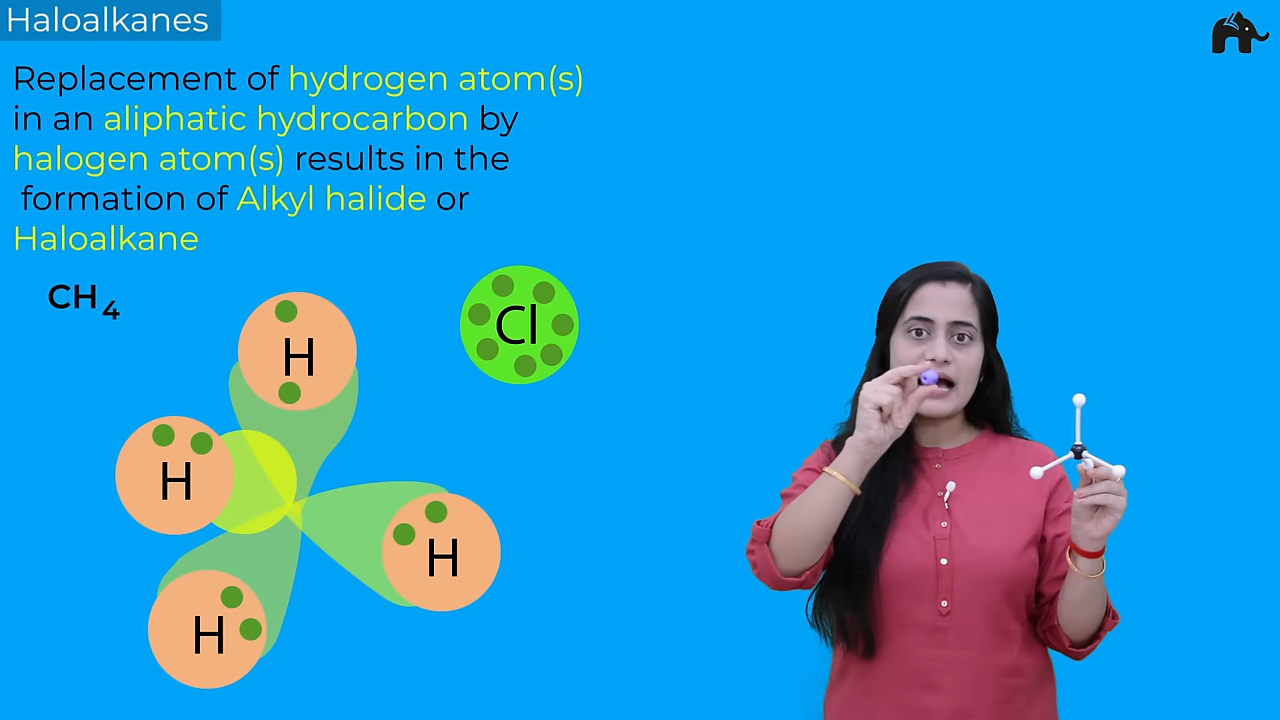 Haloalkanes
Replacement of hydrogen atom(s)
in an aliphatic hydrocarbon by
halogen atom(s) results in the
formation of Alkyl halide or
Haloalkane
CH4
H
Cl
H
H
H